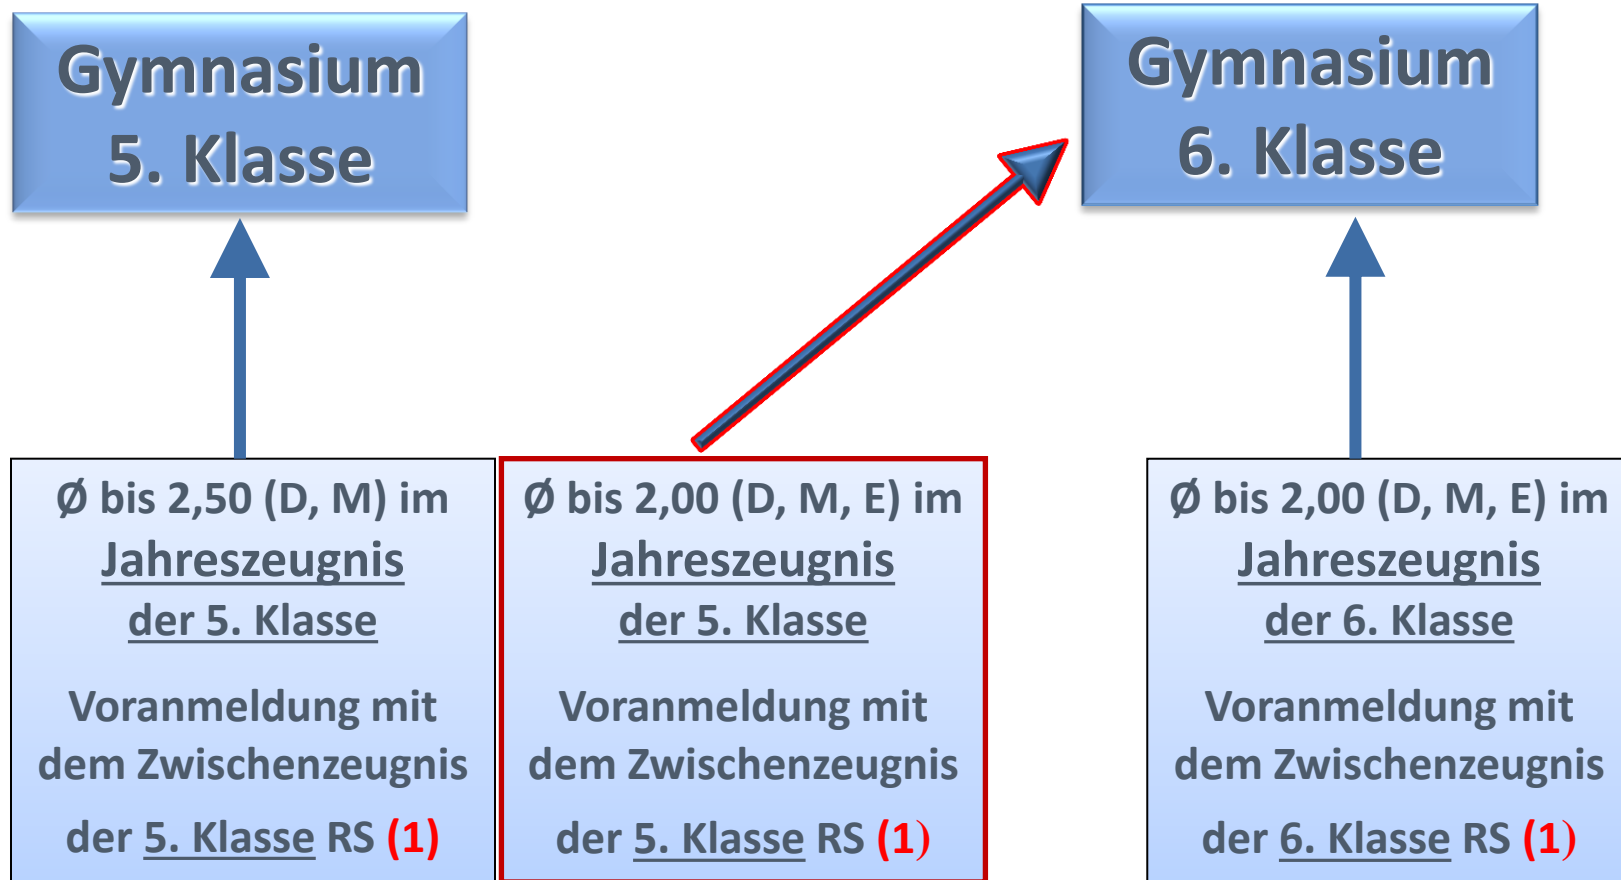 Gymnasium
5. Klasse
Gymnasium
6. Klasse
Ø bis 2,50 (D, M) im
Jahreszeugnis
der 5. Klasse
Voranmeldung mit
dem Zwischenzeugnis
der 5. Klasse RS (1)
Ø bis 2,00 (D, M, E) im
Jahreszeugnis
der 5. Klasse
Voranmeldung mit
dem Zwischenzeugnis
der 5. Klasse RS (1)
Ø bis 2,00 (D, M, E) im
Jahreszeugnis
der 6. Klasse
Voranmeldung mit
dem Zwischenzeugnis
der 6. Klasse RS (1)